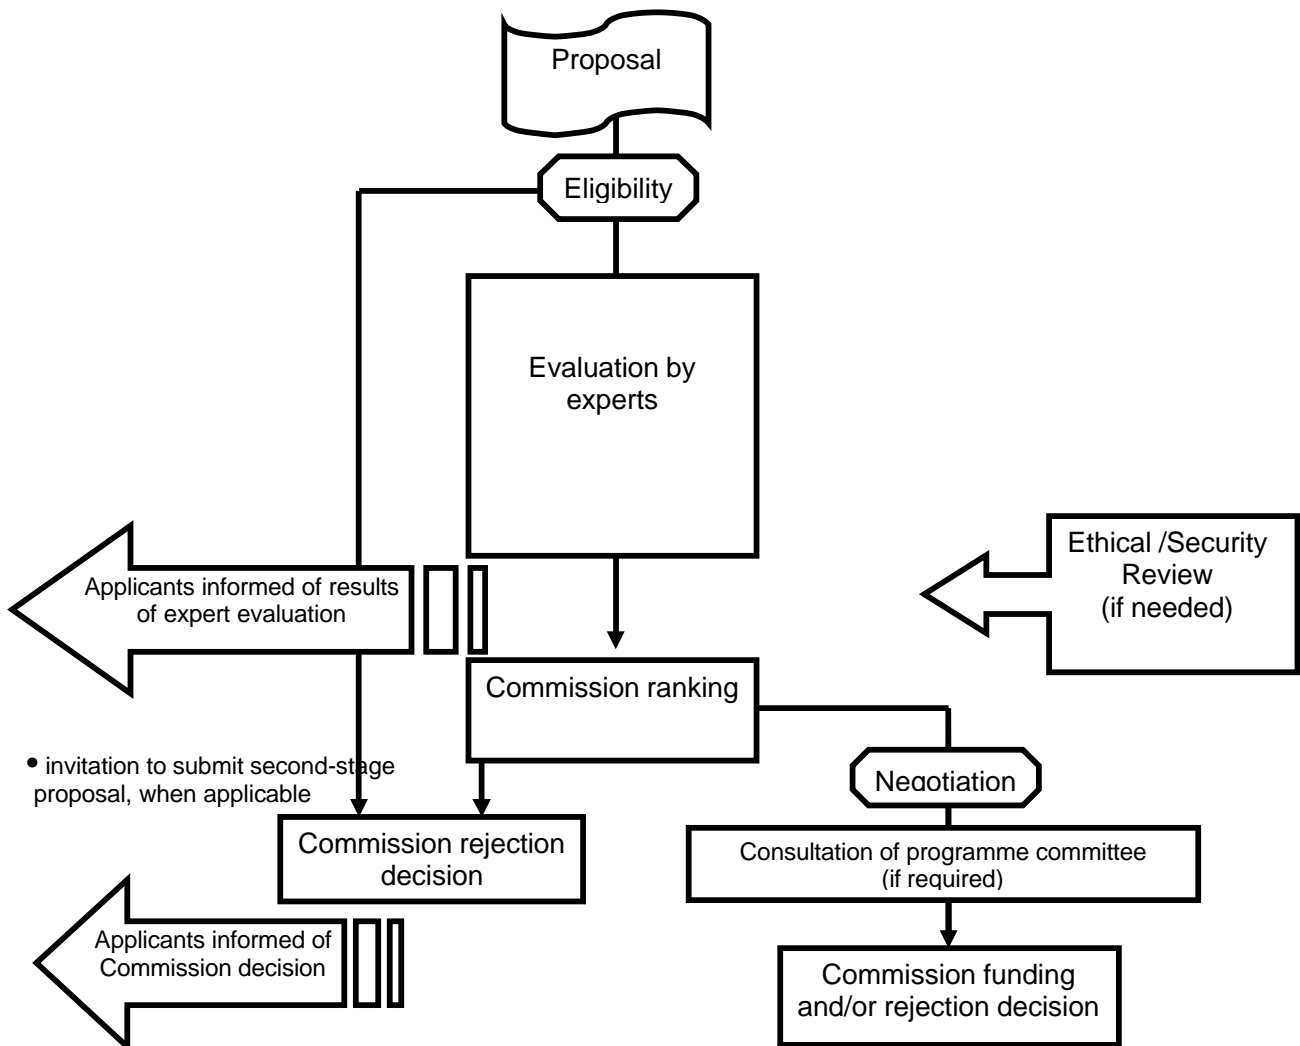 Proposal
Eligibility
Evaluation by
experts
Ethical /Security
Review
(if needed)
Applicants informed of results
of expert evaluation
Commission ranking
• invitation to submit second-stage
proposal, when applicable
Negotiation
Commission rejection
decision
Consultation of programme committee
(if required)
Applicants informed of
Commission decision
Commission funding
and/or rejection decision